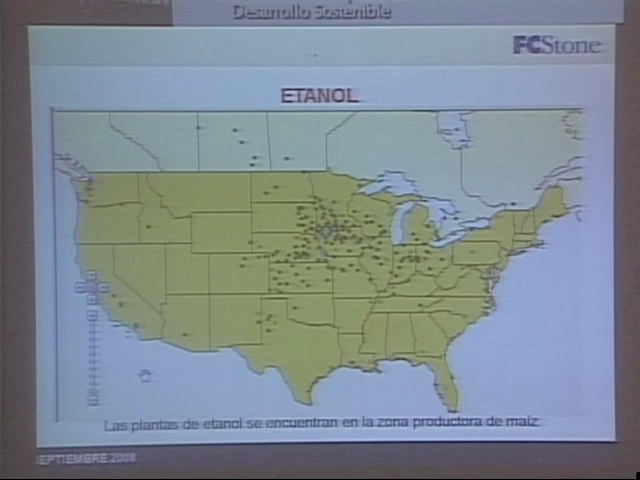 Desarrollo Sostenible
FCStone
ETANOL
Las plantas de etanol se encuentran en la zona productora de maíz.
SEPTIEMBRE 2008